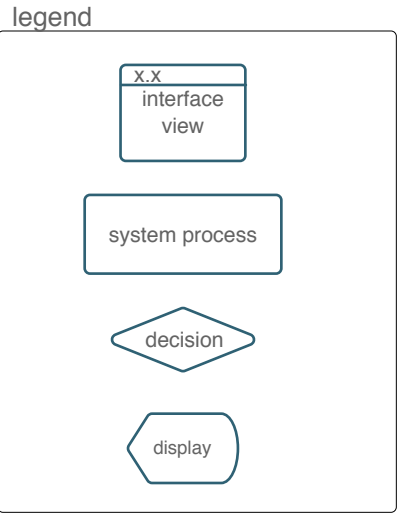 legend
x.x
interface
view
system process
decision
display